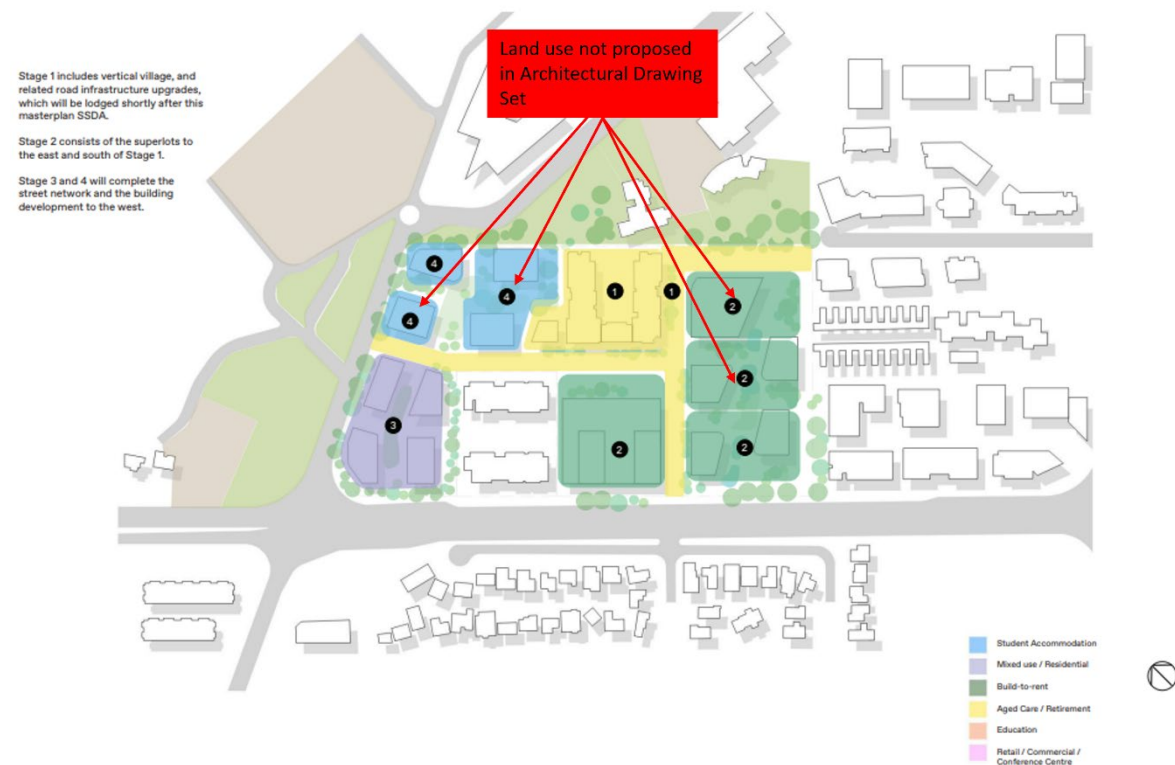 Land use not proposed
in Architectural Drawing
Set
Stage 1 includes vertical village, and
related road infrastructure upgrades,
which will be lodged shortly after this
masterplan SSDA.
Stage 2 consists of the superlots to
the east and south of Stage 1.
Stage 3 and 4 will complete the
street network and the building
development to the west.
4
4
4
1
1
2
2
3
2
2
Student Accommodation
Mixed use / Residential
Build-to-rent
Aged Care / Retirement
Education
Retail / Commercial /
Conference Centre